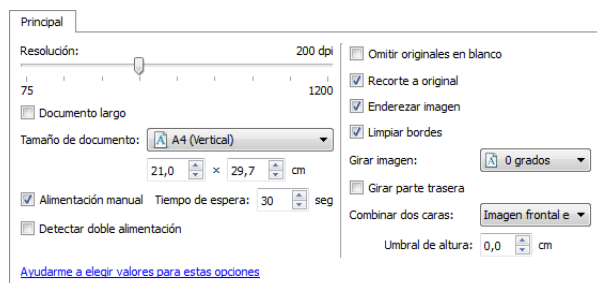 Principal
Resolución: 200 dpi
75 1200
Documento largo
Tamaño de documento: A4 (Vertical)
21,0 × 29,7 cm
Alimentación manual Tiempo de espera: 30 seg
Detectar doble alimentación
Ayudarme a elegir valores para estas opciones
Omitir originales en blanco
Recorte a original
Enderezar imagen
Limpiar bordes
Girar imagen: 0 grados
Girar parte trasera
Combinar dos caras: Imagen frontal e
Umbral de altura: 0,0 cm